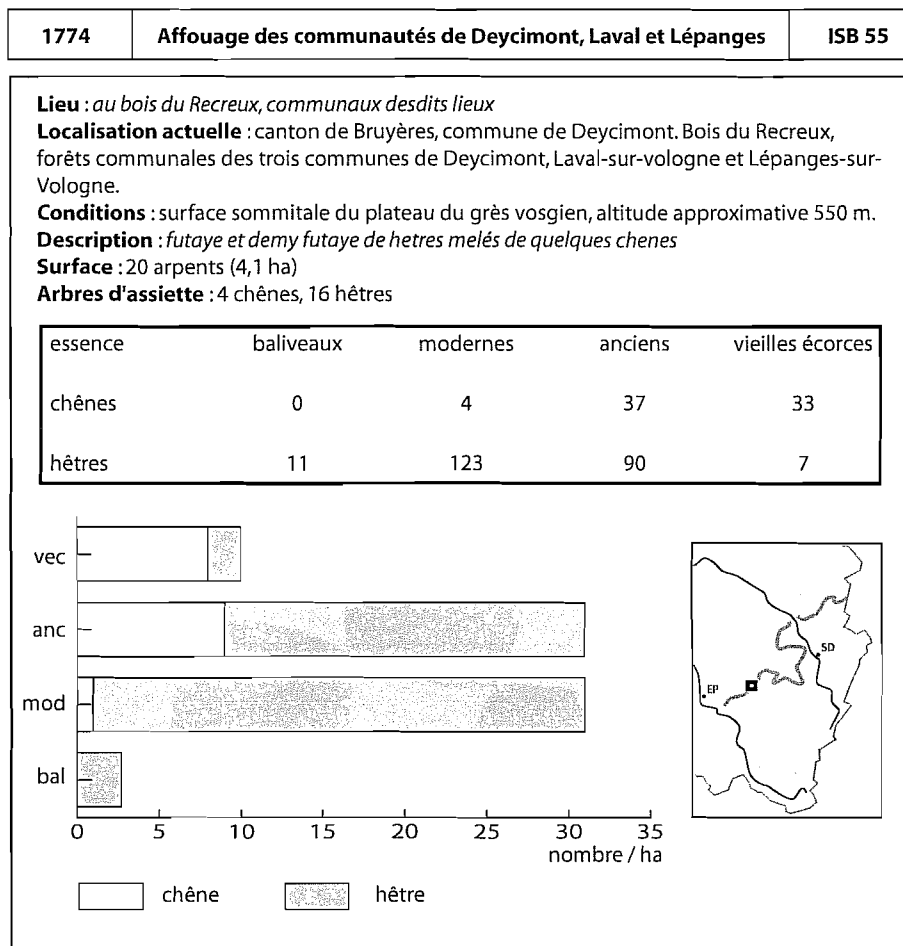 1774 Affouage des communautés de Deycimont, Laval et Lépanges ISB 55
Lieu : au bois du Recreux, communaux desdits lieux
Localisation actuelle : canton de Bruyères, commune de Deycimont. Bois du Recreux,
forêts communales des trois communes de Deycimont, Laval-sur-vologne et Lépanges-sur-
Vologne.
Conditions : surface sommitale du plateau du grès vosgien, altitude approximative 550 m.
Description : futaye et demy futaye de hetres melés de quelques chenes
Surface : 20 arpents (4,1 ha)
Arbres d'assiette : 4 chênes, 16 hêtres
essence baliveaux modernes anciens vieilles écorces
chênes 0 4 37 33
hêtres 11 123 90 7
vec
anc
mod
bal
0 5 10 15 20 25 30 35
nombre / ha
chêne hêtre
SD
EP